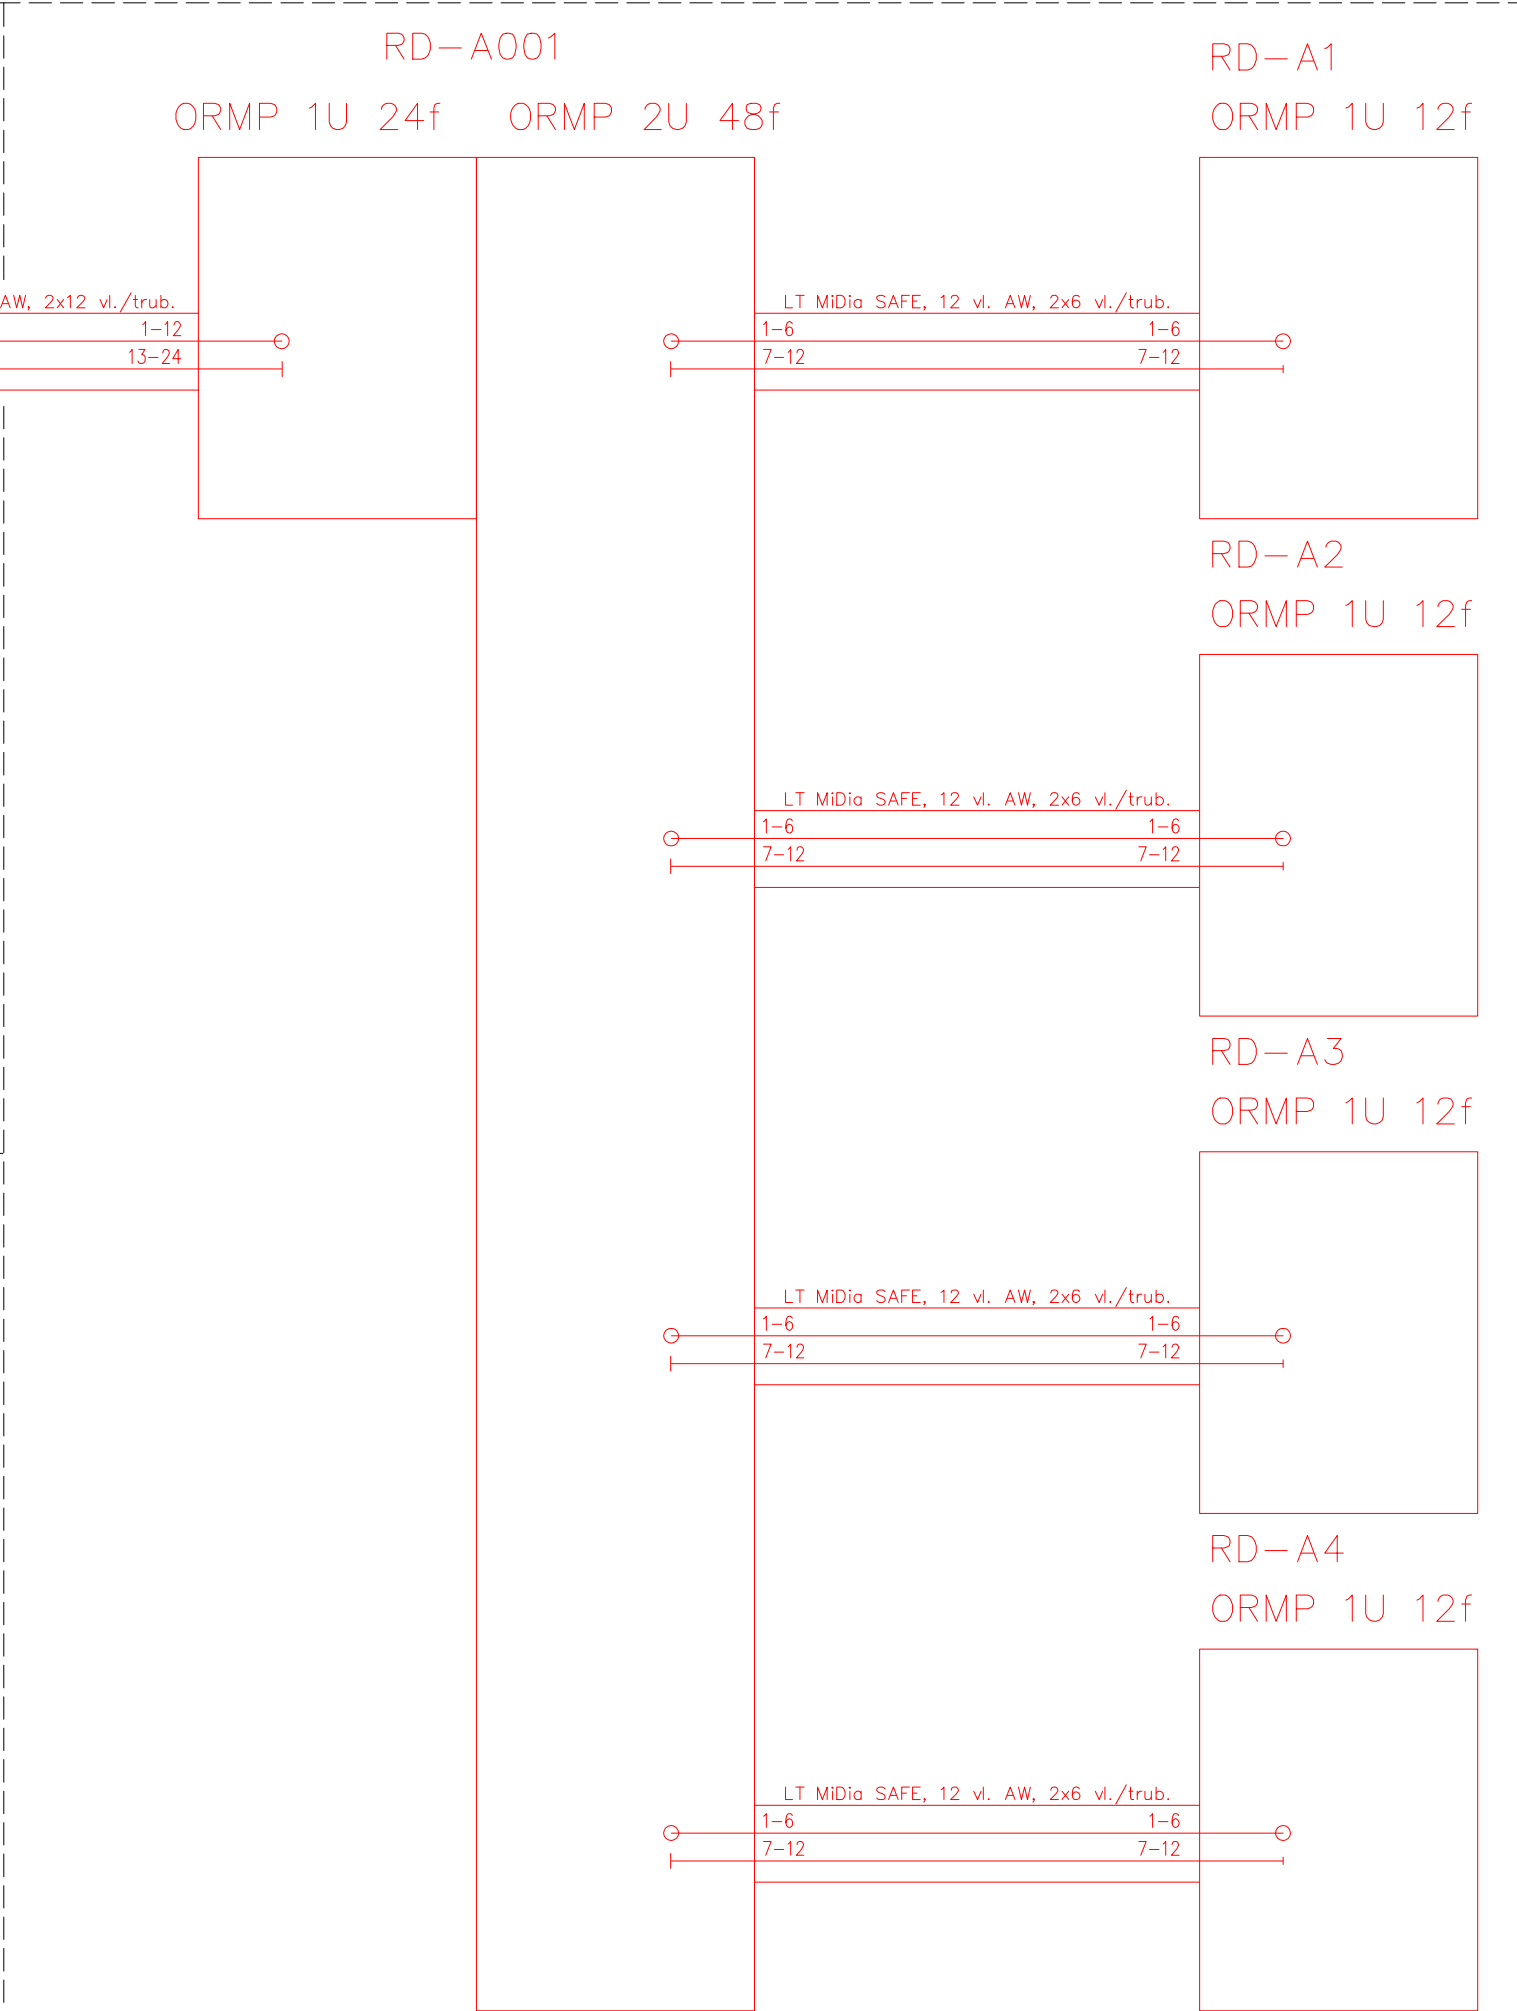 RD-A001
RD-A1
ORMP 1U 24f ORMP 2U 48f
ORMP 1U 12f
AW, 2x12 vl./trub.
1-12
13-24
LT MiDia SAFE, 12 vl. AW, 2x6 vl./trub.
1-6 1-6
7-12 7-12
RD-A2
ORMP 1U 12f
LT MiDia SAFE, 12 vl. AW, 2x6 vl./trub.
1-6 1-6
7-12 7-12
RD-A3
ORMP 1U 12f
LT MiDia SAFE, 12 vl. AW, 2x6 vl./trub.
1-6 1-6
7-12 7-12
RD-A4
ORMP 1U 12f
LT MiDia SAFE, 12 vl. AW, 2x6 vl./trub.
1-6 1-6
7-12 7-12